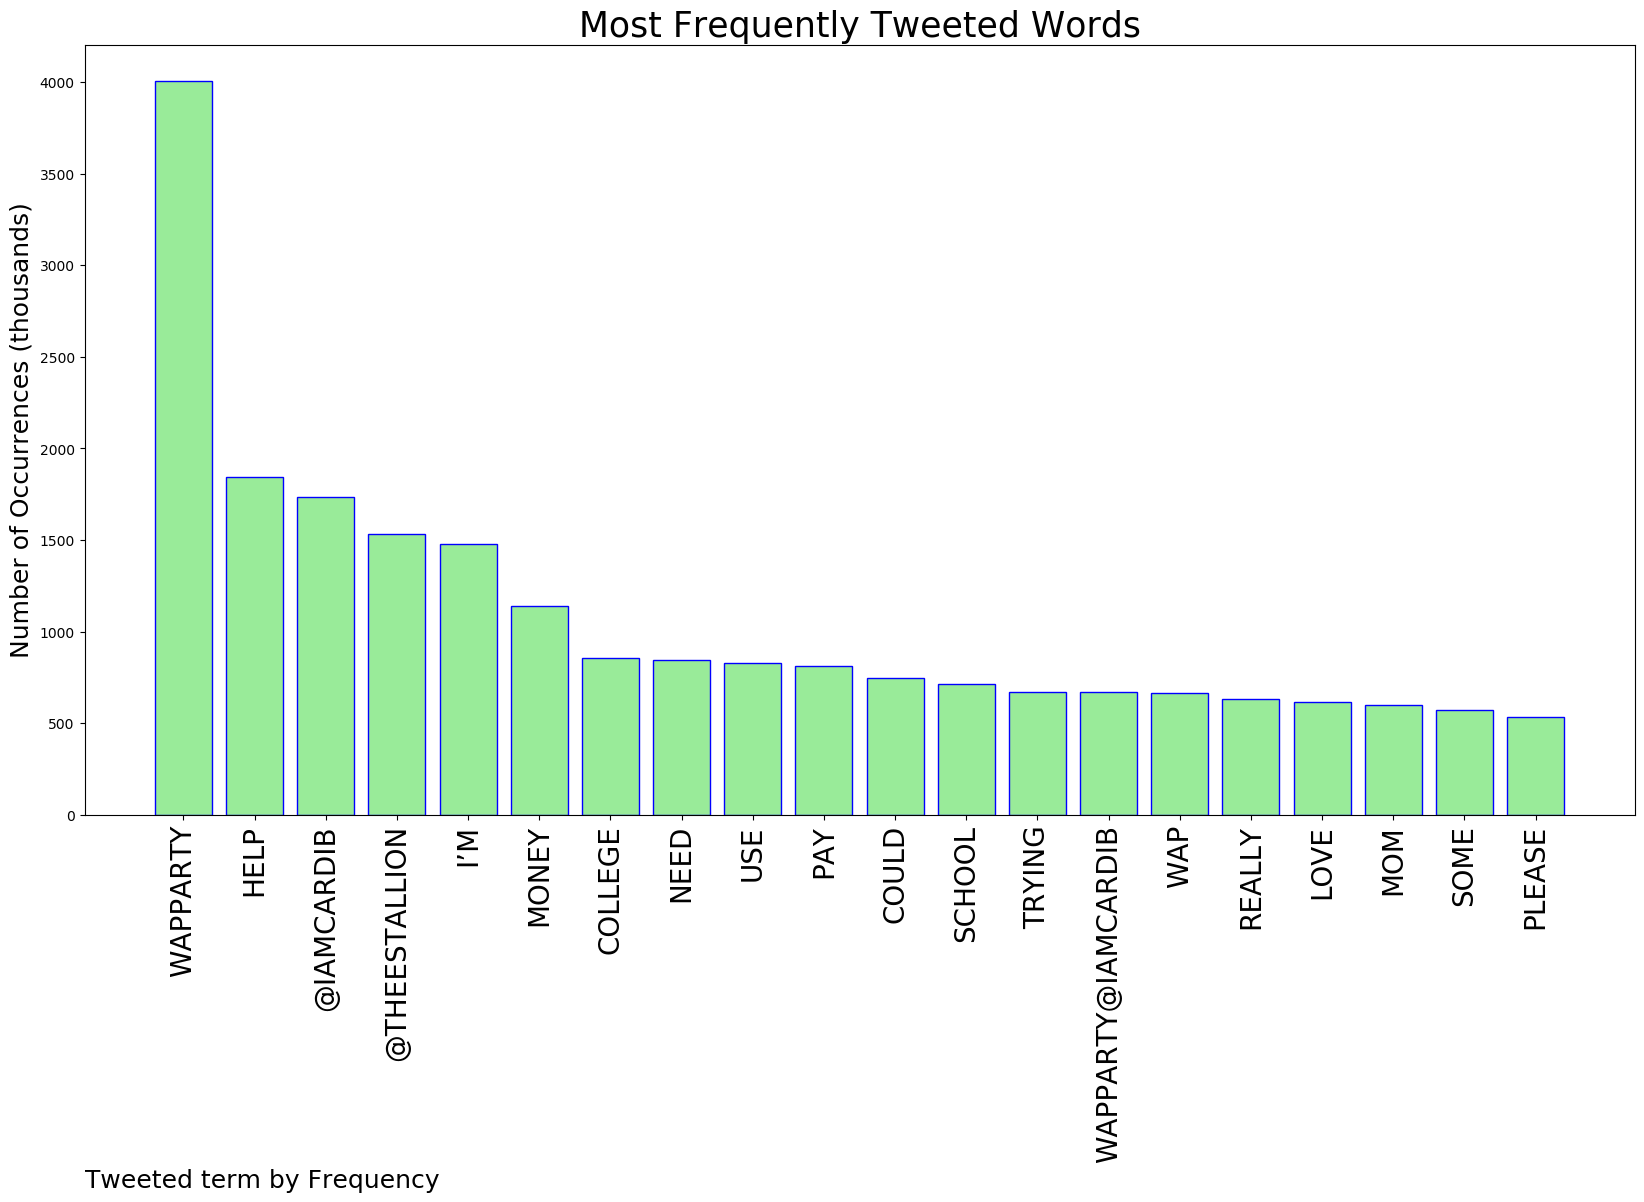 Most Frequently Tweeted Words
Number of Occurrences (thousands)
4000
3500
3000
2500
2000
1500
1000
500
0
WAPPARTY
HELP
@IAMCARDIB
@THEESTALLION
I’M
MONEY
COLLEGE
NEED
USE
PAY
COULD
SCHOOL
TRYING
WAPPARTY@IAMCARDIB
WAP
REALLY
LOVE
MOM
SOME
PLEASE
Tweeted term by Frequency